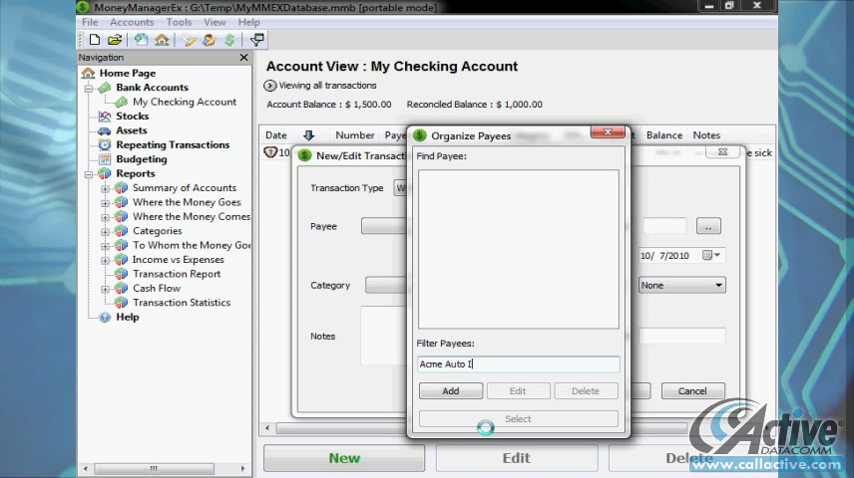 MoneyManagerEx : G:\Temp\MyMMEXDatabase.mmb [portable mode]
File Accounts Tools View Help
Navigation
Home Page
Bank Accounts
My Checking Account
Stocks
Assets
Repeating Transactions
Budgeting
Reports
Summary of Accounts
Where the Money Goes
Where the Money Comes
Categories
To Whom the Money Goe
Income vs Expenses
Transaction Report
Cash Flow
Transaction Statistics
Help
Account View : My Checking Account
Viewing all transactions
Account Balance : $ 1,500.00 Reconciled Balance : $ 1,000.00
Date Number Paye Balance Notes
10 e sick
New/Edit Transact
Transaction Type W
Payee ..
10/ 7/2010
Category None
Notes
Cancel
Organize Payees
Find Payee:
Filter Payees:
Acme Auto I
Add Edit Delete
Select
New Edit Delete
Active
DATACOMM
www.callactive.com